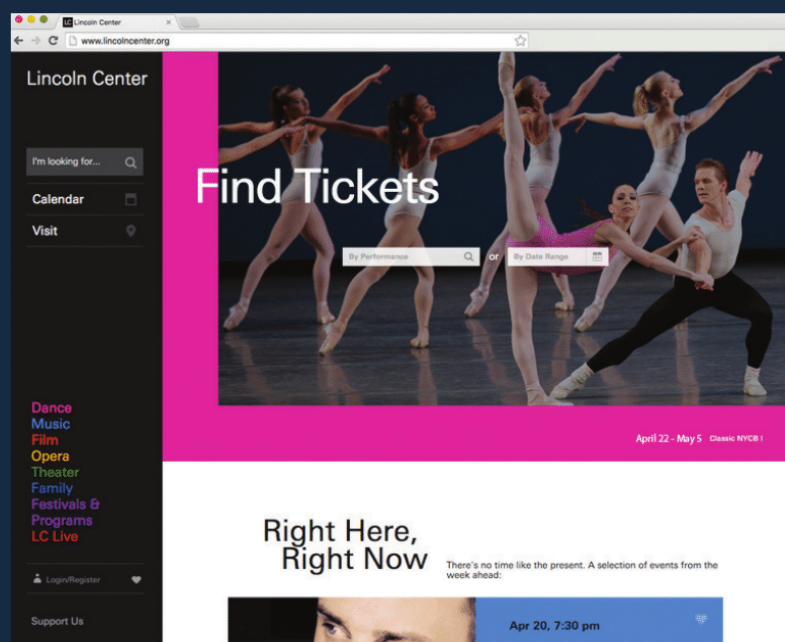 Lincoln Center
www.lincolncenter.org
Lincoln Center
I'm looking for...
Calendar
Visit
Dance
Music
Film
Opera
Theater
Family
Festivals &
Programs
LC Live
Login/Register
Support Us
Find Tickets
By Performance
or
By Date Range
April 22 - May 5 Classic NYCB I
Right Here,
Right Now
There's no time like the present. A selection of events from the
week ahead:
Apr 20, 7:30 pm